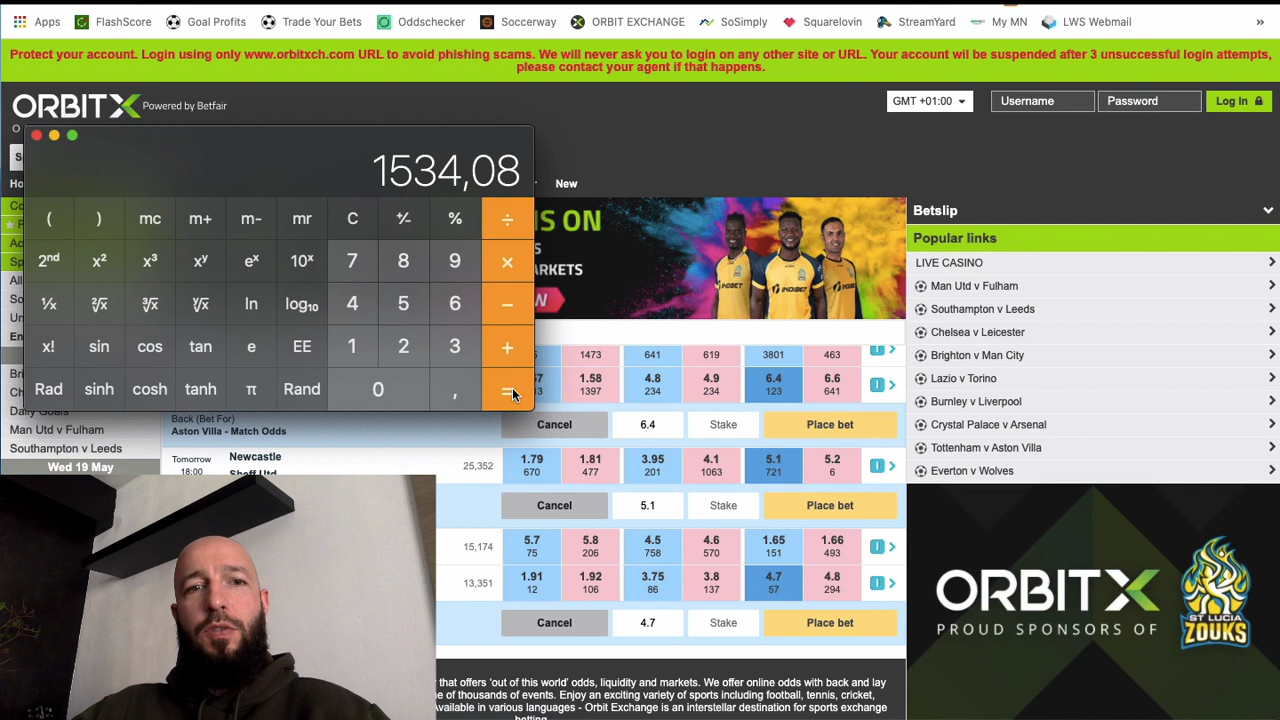 Apps FlashScore Goal Profits Trade Your Bets Oddschecker Soccerway ORBIT EXCHANGE SoSimply Squarelovin StreamYard My MN LWS Webmail »
Protect your account. Login using only www.orbitxch.com URL to avoid phishing scams. We will never ask you to login on any other site or URL. Your account will be suspended after 3 unsuccessful login attempts,
please contact your agent if that happens.
ORBITX Powered by Betfair
GMT +01:00 Username Password Log In
1534,08
New
( ) mc m+ m- mr C +/- % ÷
2nd x² x³ xʸ eˣ 10ˣ 7 8 9 ×
1/x ²√x ³√x ʸ√x ln log₁₀ 4 5 6 −
x! sin cos tan e EE 1 2 3 +
Rad sinh cosh tanh π Rand 0 , =
S ON
S
MARKETS
W
INDIBET INDIBET
Betslip
Popular links
LIVE CASINO
Man Utd v Fulham
Southampton v Leeds
Chelsea v Leicester
Brighton v Man City
Lazio v Torino
Burnley v Liverpool
Crystal Palace v Arsenal
Tottenham v Aston Villa
Everton v Wolves
1473 641 619 3801 463
1.58 4.8 4.9 6.4 6.6
1397 234 234 123 641
Daily Goals
Man Utd v Fulham
Southampton v Leeds
Wed 19 May
Back (Bet For)
Aston Villa - Match Odds
Cancel 6.4 Stake Place bet
Tomorrow
18:00
Newcastle
Sheff Utd
25,352
1.79 1.81 3.95 4.1 5.1 5.2
670 477 201 1063 721 6
Cancel 5.1 Stake Place bet
15,174
5.7 5.8 4.5 4.6 1.65 1.66
75 206 758 570 151 493
13,351
1.91 1.92 3.75 3.8 4.7 4.8
12 106 86 137 57 294
Cancel 4.7 Stake Place bet
that offers 'out of this world' odds, liquidity and markets. We offer online odds with back and lay
of thousands of events. Enjoy an exciting variety of sports including football, tennis, cricket,
available in various languages - Orbit Exchange is an interstellar destination for sports exchange
betting.
ORBITX
PROUD SPONSORS OF
ST LUCIA
ZOUKS